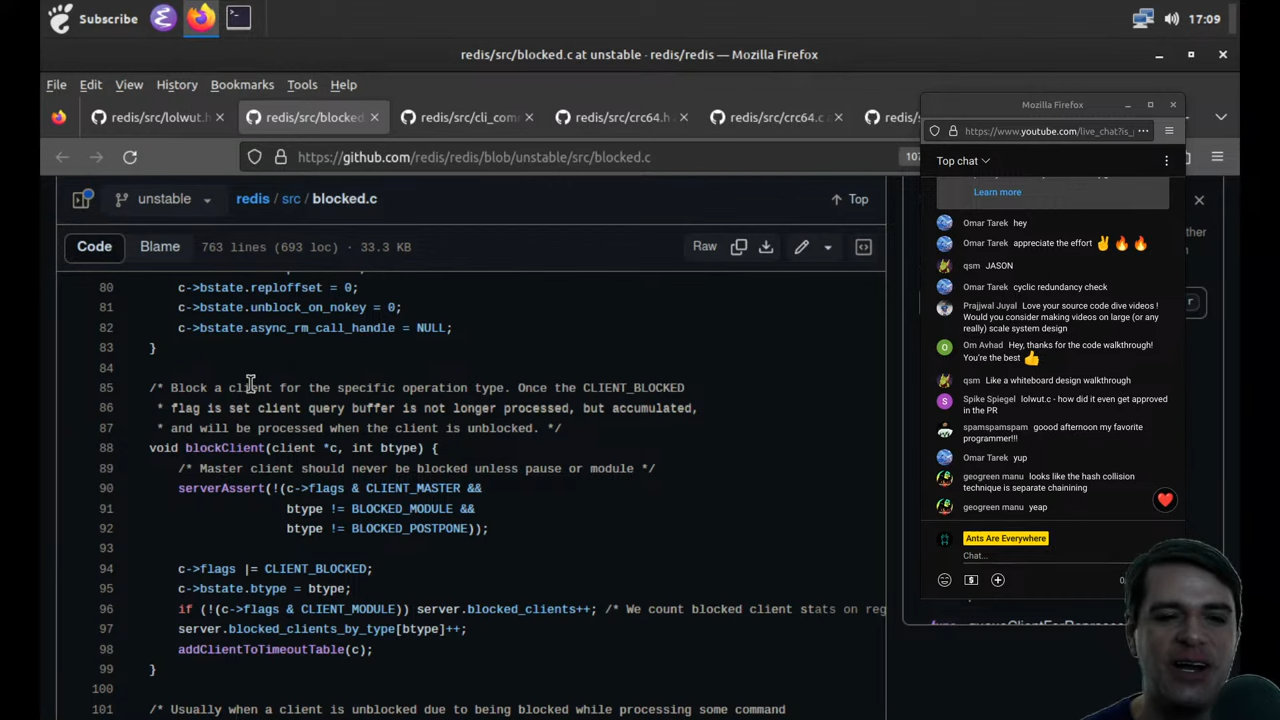 Subscribe
17:09
redis/src/blocked.c at unstable · redis/redis — Mozilla Firefox
File Edit View History Bookmarks Tools Help
redis/src/lolwut.h
redis/src/blocked
redis/src/cli_com
redis/src/crc64.h
redis/src/crc64.c
redis/s
https://github.com/redis/redis/blob/unstable/src/blocked.c
107
unstable
redis / src / blocked.c
Top
Code Blame 763 lines (693 loc) · 33.3 KB
Raw
80 c->bstate.reploffset = 0;
81 c->bstate.unblock_on_nokey = 0;
82 c->bstate.async_rm_call_handle = NULL;
83 }
84
85 /* Block a client for the specific operation type. Once the CLIENT_BLOCKED
86 * flag is set client query buffer is not longer processed, but accumulated,
87 * and will be processed when the client is unblocked. */
88 void blockClient(client *c, int btype) {
89 /* Master client should never be blocked unless pause or module */
90 serverAssert(!(c->flags & CLIENT_MASTER &&
91 btype != BLOCKED_MODULE &&
92 btype != BLOCKED_POSTPONE));
93
94 c->flags |= CLIENT_BLOCKED;
95 c->bstate.btype = btype;
96 if (!(c->flags & CLIENT_MODULE)) server.blocked_clients++; /* We count blocked client stats on reg
97 server.blocked_clients_by_type[btype]++;
98 addClientToTimeoutTable(c);
99 }
100
101 /* Usually when a client is unblocked due to being blocked while processing some command
Mozilla Firefox
https://www.youtube.com/live_chat?is_
Top chat
Learn more
Omar Tarek hey
Omar Tarek appreciate the effort ✌🔥🔥
qsm JASON
Omar Tarek cyclic redundancy check
Prajjwal Juyal Love your source code dive videos !
Would you consider making videos on large (or any
really) scale system design
O
Om Avhad Hey, thanks for the code walkthrough!
You're the best 👍
qsm Like a whiteboard design walkthrough
S
Spike Spiegel lolwut.c - how did it even get approved
in the PR
spamspampam goood afternoon my favorite
programmer!!!
Omar Tarek yup
geogreen manu looks like the hash collision
technique is separate chainining
geogreen manu yeap
Ants Are Everywhere
Chat...
ther
r